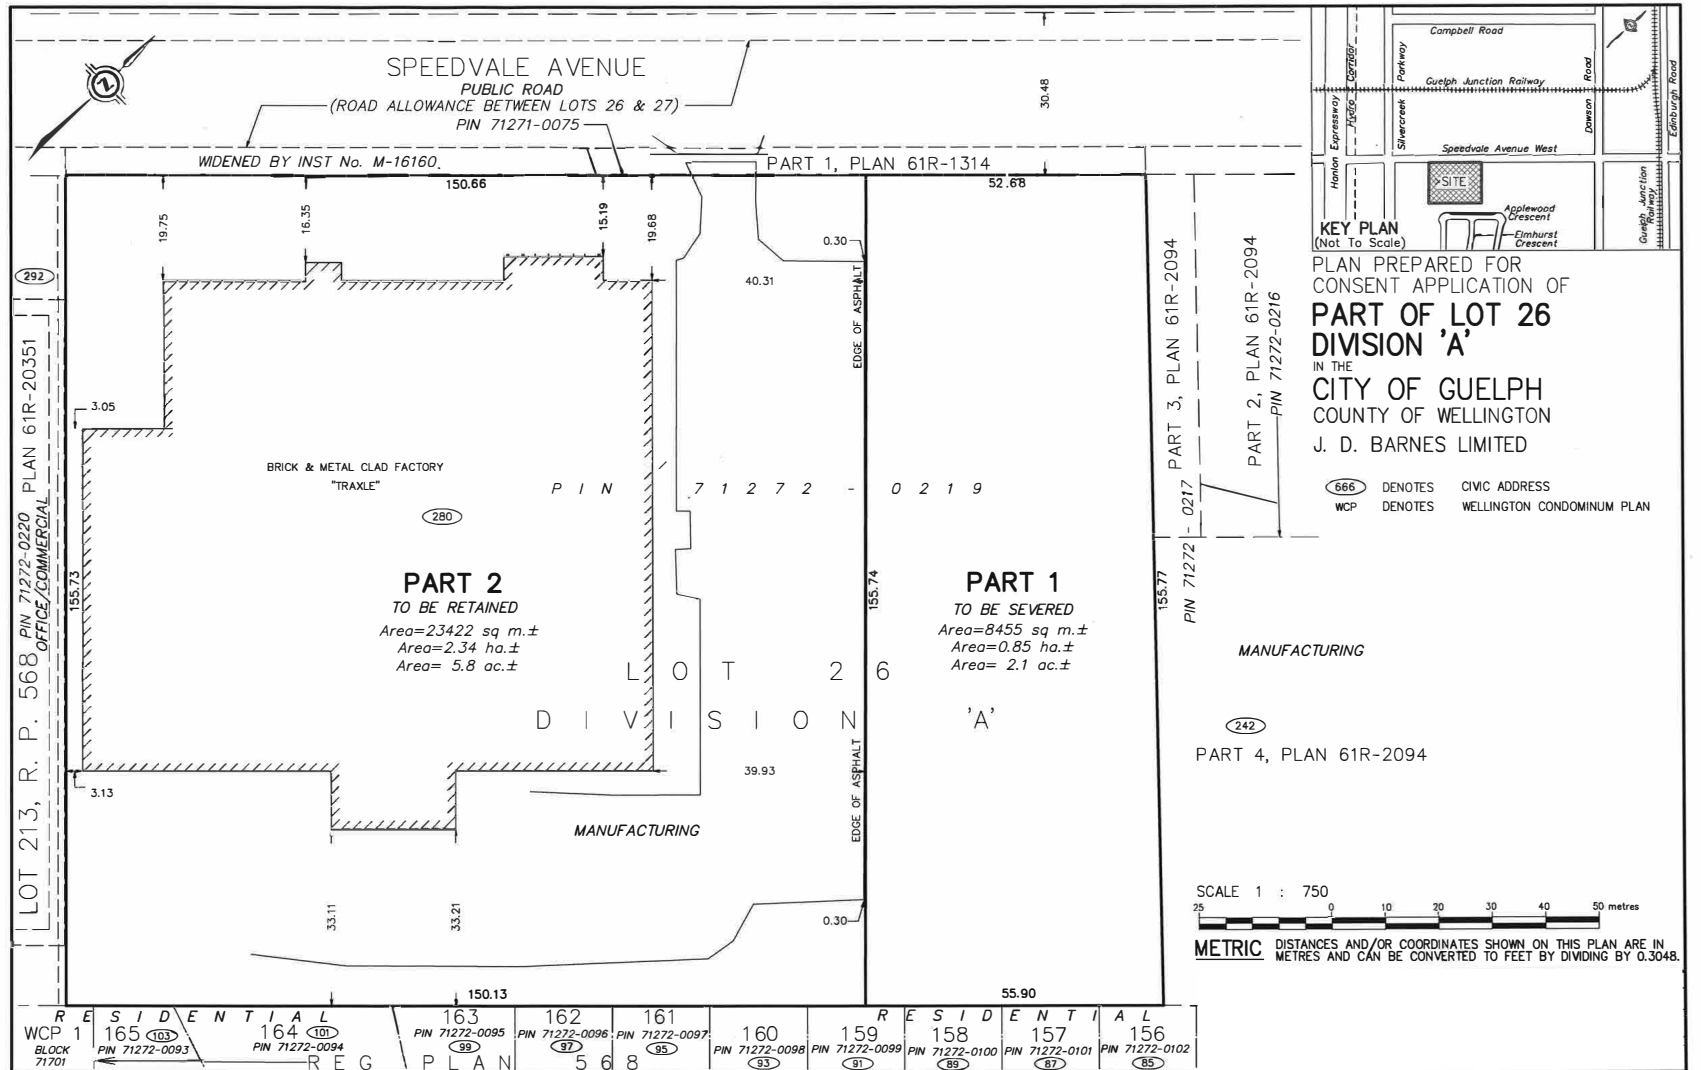 SPEEDVALE AVENUE
PUBLIC ROAD
(ROAD ALLOWANCE BETWEEN LOTS 26 & 27)
PIN 71271-0075
30.48
WIDENED BY INST No. M-16160.
PART 1, PLAN 61R-1314
150.66
52.68
19.75
16.35
15.19
19.68
0.30
40.31
EDGE OF ASPHALT
292
3.05
BRICK & METAL CLAD FACTORY
"TRAXLE"
280
PIN 71272 - 0219
PART 2
TO BE RETAINED
Area=23422 sq m.±
Area=2.34 ha.±
Area= 5.8 ac.±
PART 1
TO BE SEVERED
Area=8455 sq m.±
Area=0.85 ha.±
Area= 2.1 ac.±
155.73
155.74
155.77
LOT 26
DIVISION 'A'
39.93
EDGE OF ASPHALT
3.13
MANUFACTURING
33.11
33.21
0.30
150.13
55.90
LOT 213, R. P. 568 PIN 71272-0220 PLAN 61R-20351
OFFICE/COMMERCIAL
PIN 71272 - 0217 PART 3, PLAN 61R-2094
PART 2, PLAN 61R-2094
PIN 71272-0216
MANUFACTURING
242
PART 4, PLAN 61R-2094
Campbell Road
Guelph Junction Railway
Hanlon Expressway
Hydro Corridor
Silvercreek Parkway
Dawson Road
Edinburgh Road
Speedvale Avenue West
SITE
Applewood
Crescent
Elmhurst
Crescent
Guelph Junction
Railway
KEY PLAN
(Not To Scale)
PLAN PREPARED FOR
CONSENT APPLICATION OF
PART OF LOT 26
DIVISION 'A'
IN THE
CITY OF GUELPH
COUNTY OF WELLINGTON
J. D. BARNES LIMITED
666 DENOTES CIVIC ADDRESS
WCP DENOTES WELLINGTON CONDOMINUM PLAN
SCALE 1 : 750
25 0 10 20 30 40 50 metres
METRIC DISTANCES AND/OR COORDINATES SHOWN ON THIS PLAN ARE IN
METRES AND CAN BE CONVERTED TO FEET BY DIVIDING BY 0.3048.
RESIDENTIAL
RESIDENTIAL
WCP 1
BLOCK
71701
165 103
PIN 71272-0093
164 101
PIN 71272-0094
163
PIN 71272-0095
99
162
PIN 71272-0096
97
161
PIN 71272-0097
95
160
PIN 71272-0098
93
159
PIN 71272-0099
91
158
PIN 71272-0100
89
157
PIN 71272-0101
87
156
PIN 71272-0102
85
REG PLAN 568